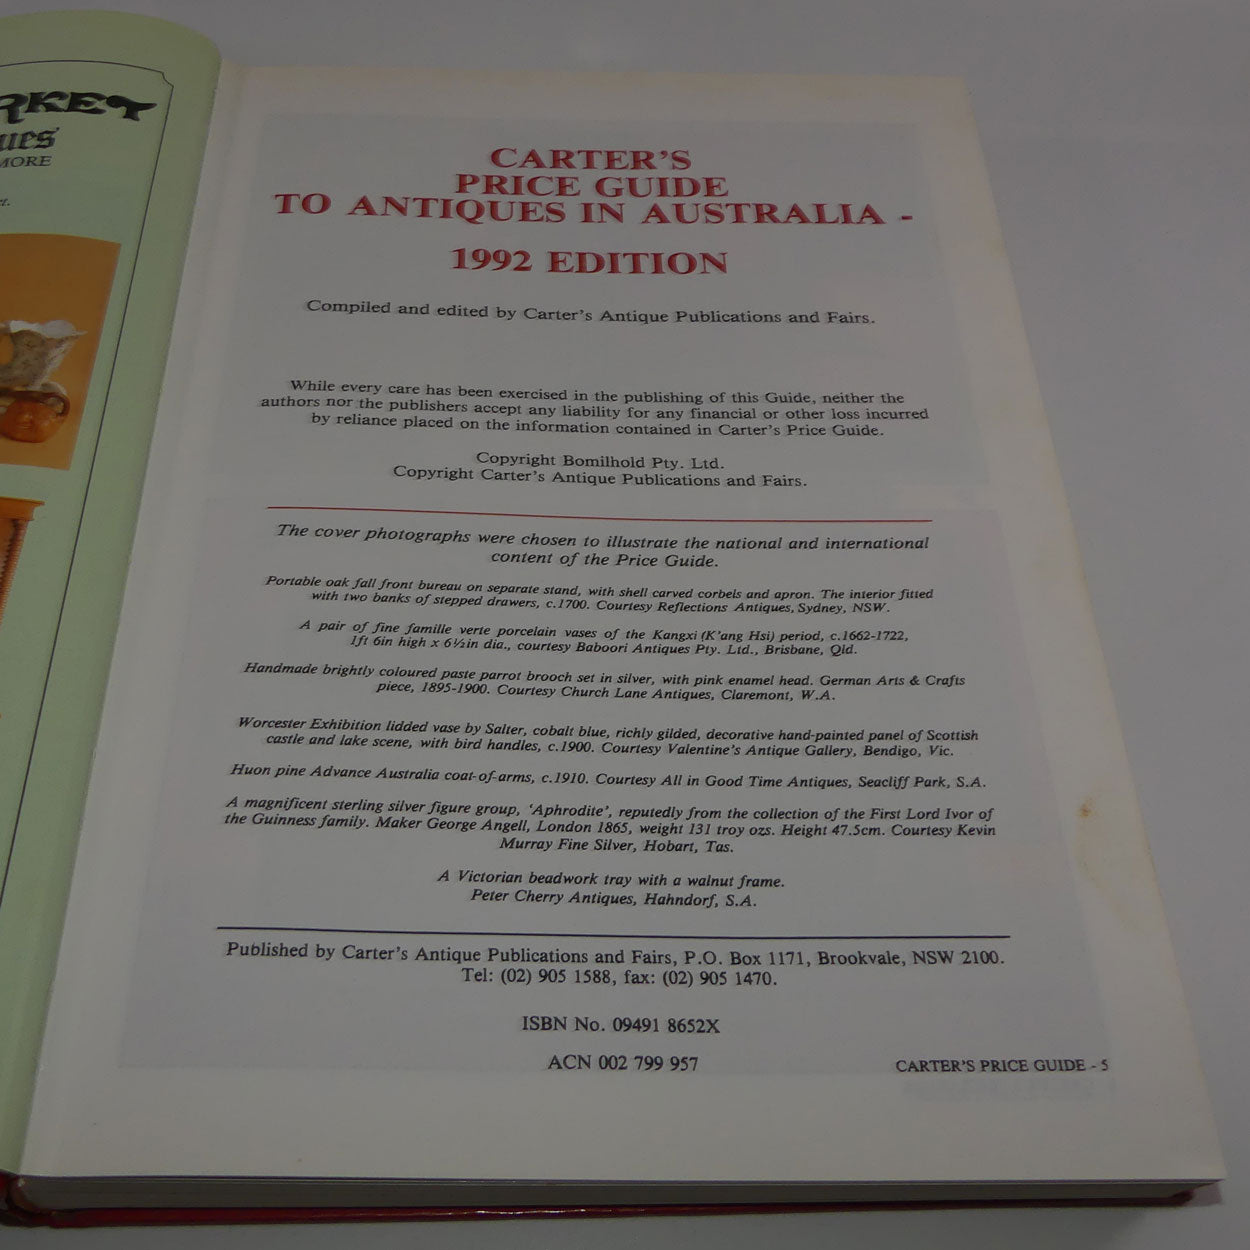 RKET
ues
MORE
CARTER'S
PRICE GUIDE
TO ANTIQUES IN AUSTRALIA -
1992 EDITION
Compiled and edited by Carter's Antique Publications and Fairs.
While every care has been exercised in the publishing of this Guide, neither the
authors nor the publishers accept any liability for any financial or other loss incurred
by reliance placed on the information contained in Carter's Price Guide.
Copyright Bomilhold Pty. Ltd.
Copyright Carter's Antique Publications and Fairs.
The cover photographs were chosen to illustrate the national and international
content of the Price Guide.
Portable oak fall front bureau on separate stand, with shell carved corbels and apron. The interior fitted
with two banks of stepped drawers, c.1700. Courtesy Reflections Antiques, Sydney, NSW.
A pair of fine famille verte porcelain vases of the Kangxi (K'ang Hsi) period, c.1662-1722,
1ft 6in high x 6½in dia., courtesy Baboori Antiques Pty. Ltd., Brisbane, Qld.
Handmade brightly coloured paste parrot brooch set in silver, with pink enamel head. German Arts & Crafts
piece, 1895-1900. Courtesy Church Lane Antiques, Claremont, W.A.
Worcester Exhibition lidded vase by Salter, cobalt blue, richly gilded, decorative hand-painted panel of Scottish
castle and lake scene, with bird handles, c.1900. Courtesy Valentine's Antique Gallery, Bendigo, Vic.
Huon pine Advance Australia coat-of-arms, c.1910. Courtesy All in Good Time Antiques, Seacliff Park, S.A.
A magnificent sterling silver figure group, 'Aphrodite', reputedly from the collection of the First Lord Ivor of
the Guinness family. Maker George Angell, London 1865, weight 131 troy ozs. Height 47.5cm. Courtesy Kevin
Murray Fine Silver, Hobart, Tas.
A Victorian beadwork tray with a walnut frame.
Peter Cherry Antiques, Hahndorf, S.A.
Published by Carter's Antique Publications and Fairs, P.O. Box 1171, Brookvale, NSW 2100.
Tel: (02) 905 1588, fax: (02) 905 1470.
ISBN No. 09491 8652X
ACN 002 799 957
CARTER'S PRICE GUIDE - 5